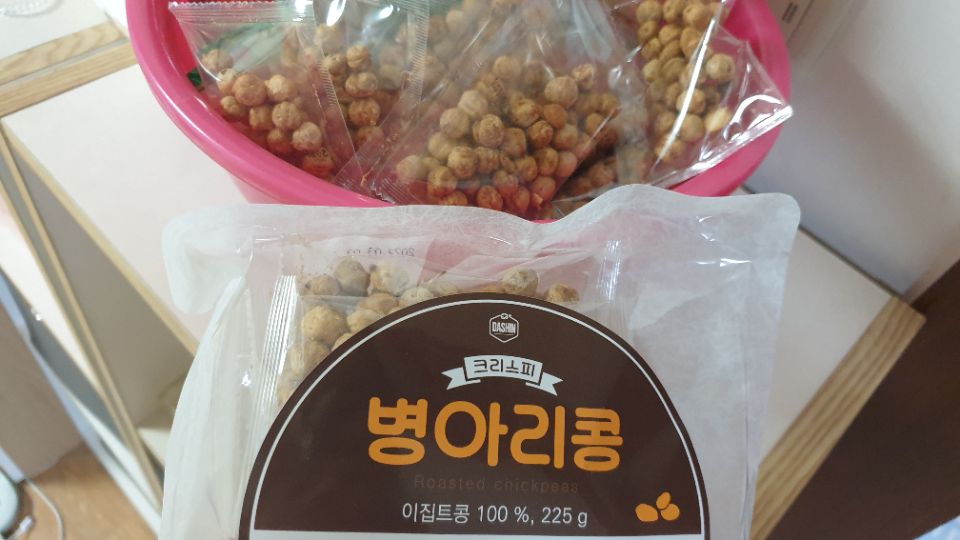 DASHIN
크리스피
병아리콩
Roasted chickpeas
이집트콩 100 %, 225 g